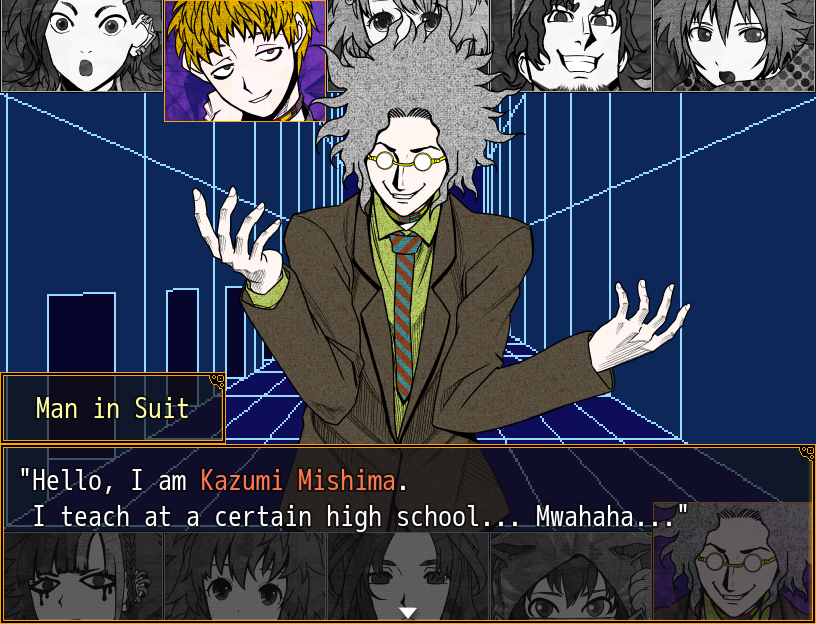 Man in Suit
"Hello, I am Kazumi Mishima.
I teach at a certain high school... Mwahaha..."